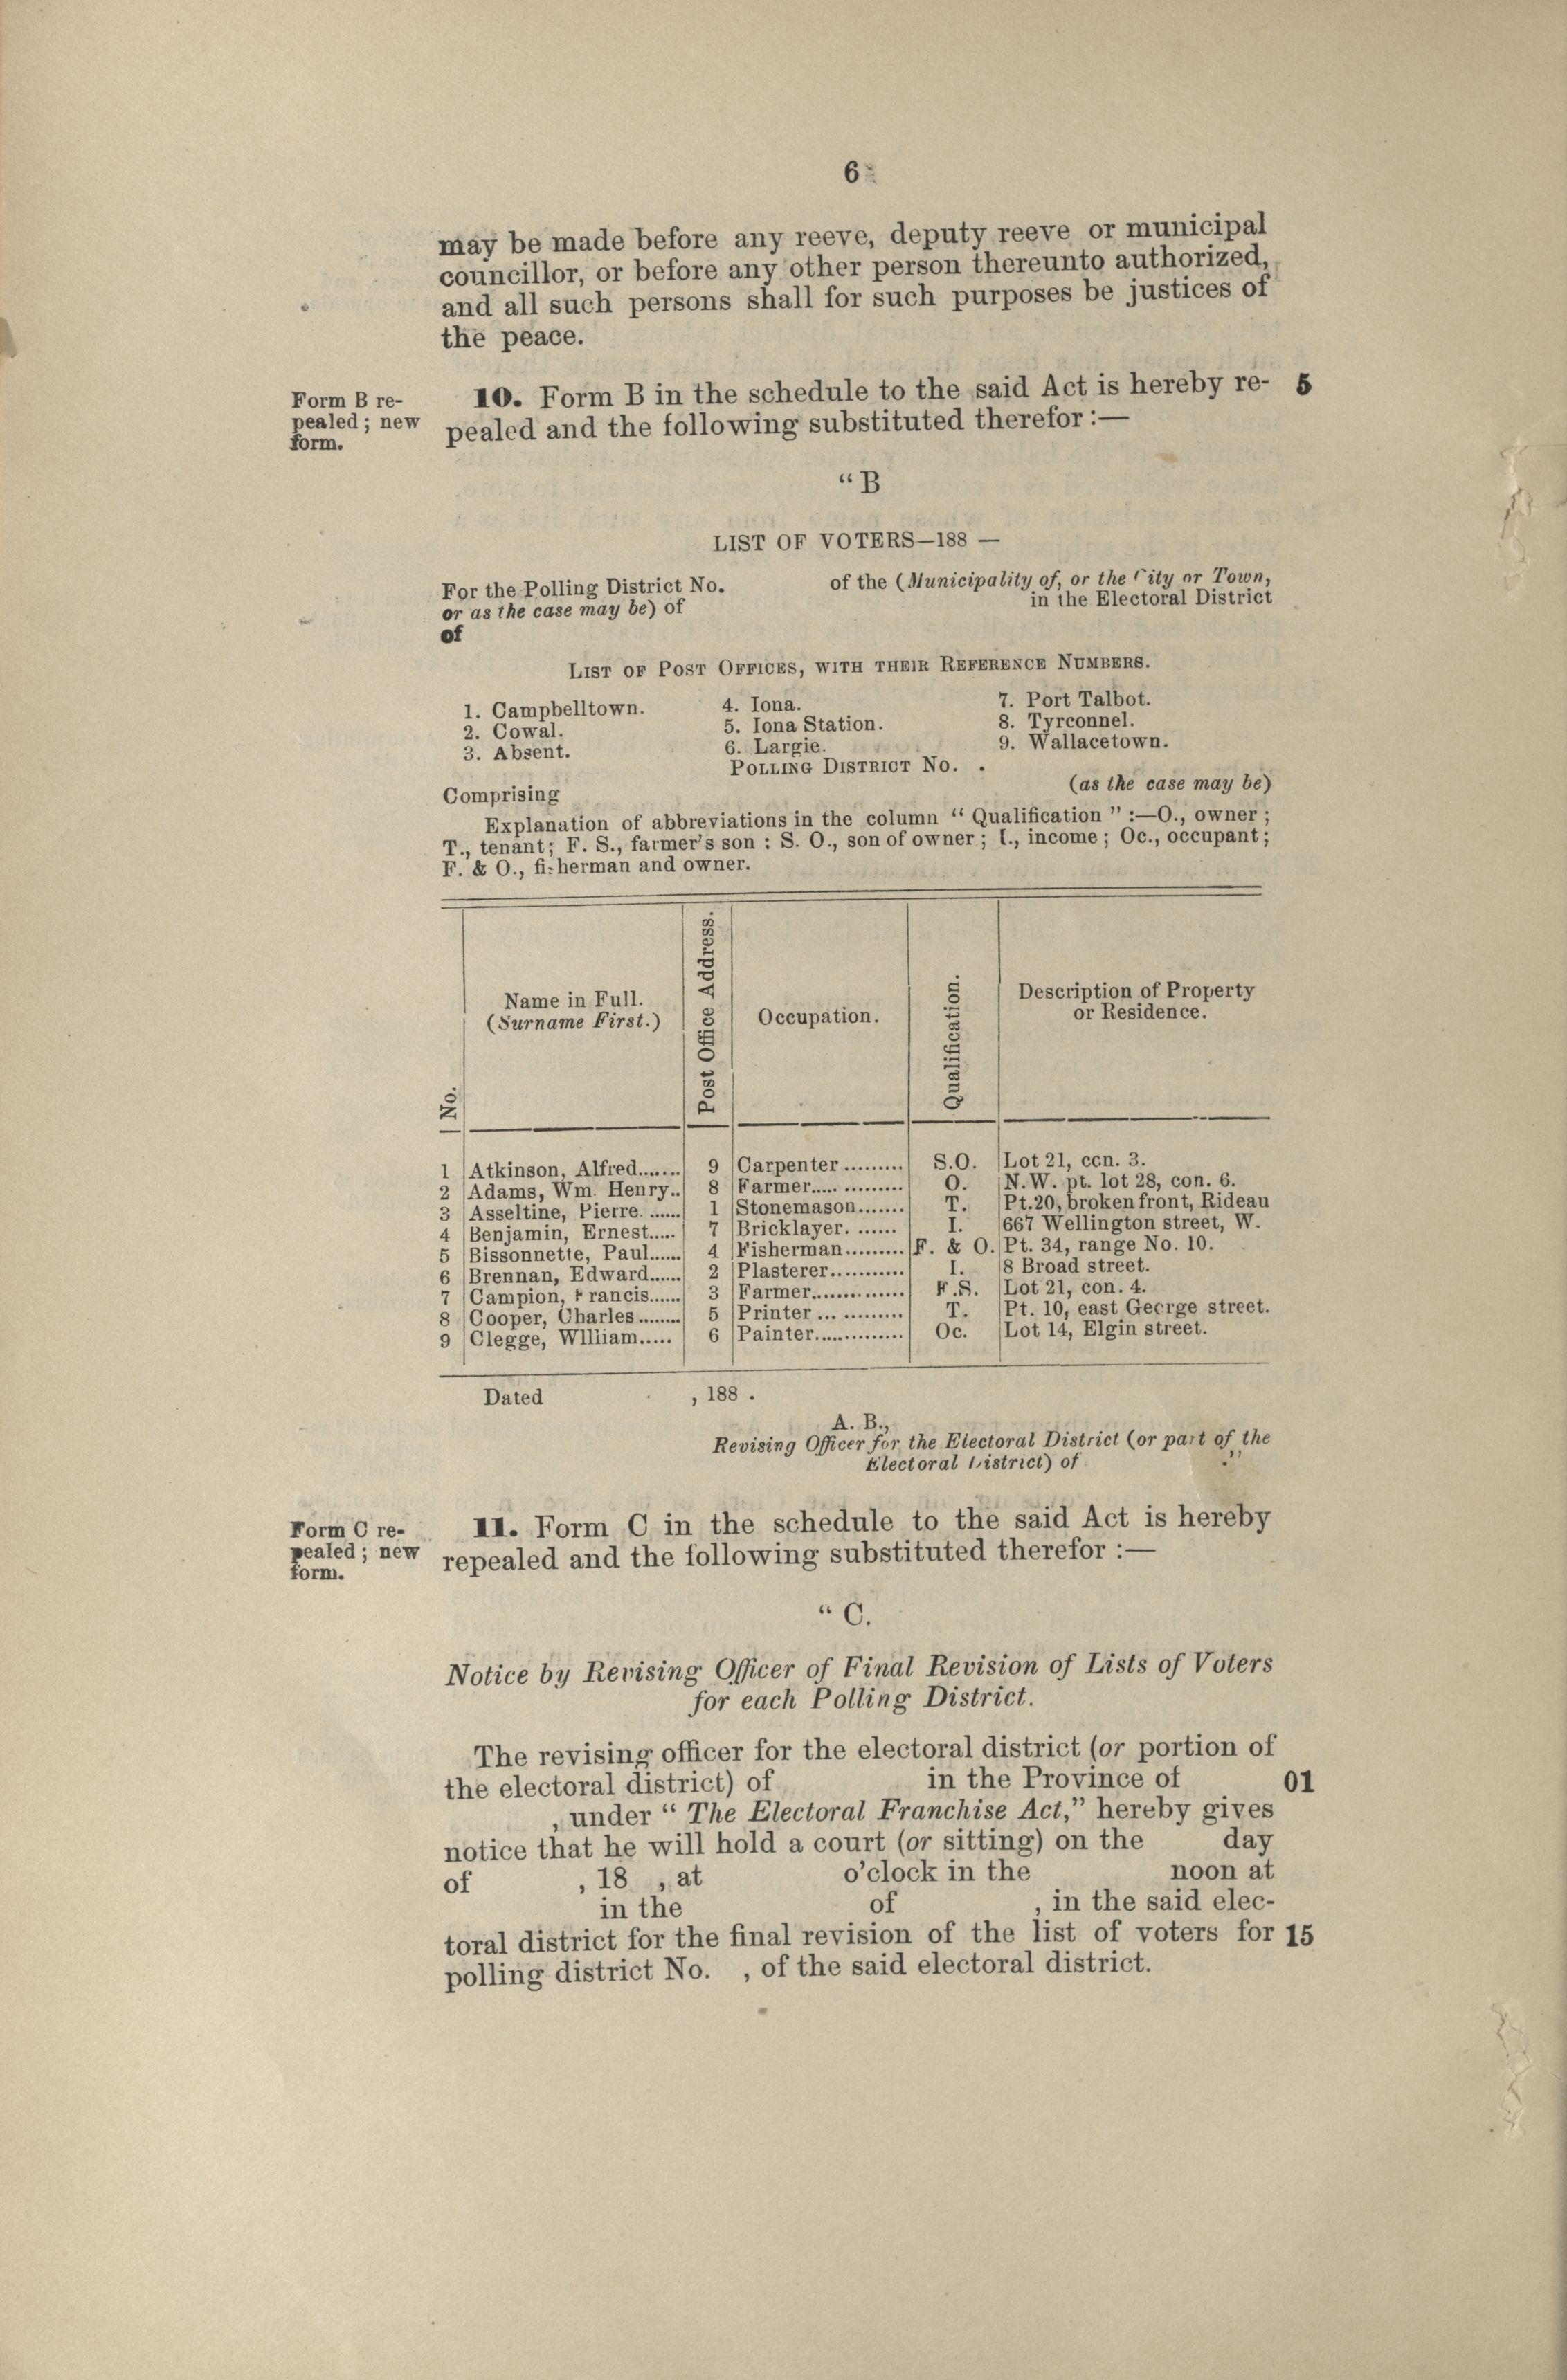 6
may be made before any reeve, deputy reeve or municipal
councillor, or before any other person thereunto authorized,
and all such persons shall for such purposes be justices of
the peace.
Form B re-
pealed ; new
form.
10. Form B in the schedule to the said Act is hereby re- 5
pealed and the following substituted therefor :—
“ B
LIST OF VOTERS—188 —
For the Polling District No. of the (Municipality of, or the City or Town,
or as the case may be) of in the Electoral District
of
LIST OF POST OFFICES, WITH THEIR REFERENCE NUMBERS.
1. Campbelltown. 4. Iona. 7. Port Talbot.
2. Cowal. 5. Iona Station. 8. Tyrconnel.
3. Absent. 6. Largie. 9. Wallacetown.
POLLING DISTRICT NO. .
Comprising (as the case may be)
Explanation of abbreviations in the column “ Qualification ” :—O., owner ;
T., tenant; F. S., farmer's son : S. O., son of owner ; I., income ; Oc., occupant ;
F. & O., fisherman and owner.
No.
Name in Full.
(Surname First.)
Post Office Address.
Occupation.
Qualification.
Description of Property
or Residence.
1 Atkinson, Alfred....... 9 Carpenter ......... S.O. Lot 21, con. 3.
2 Adams, Wm. Henry.. 8 Farmer..... ......... O. N.W. pt. lot 28, con. 6.
3 Asseltine, Pierre. ...... 1 Stonemason....... T. Pt.20, broken front, Rideau
4 Benjamin, Ernest..... 7 Bricklayer. ...... I. 667 Wellington street, W.
5 Bissonnette, Paul...... 4 Fisherman......... F. & O. Pt. 34, range No. 10.
6 Brennan, Edward...... 2 Plasterer........... I. 8 Broad street.
7 Campion, Francis...... 3 Farmer.............. F.S. Lot 21, con. 4.
8 Cooper, Charles ........ 5 Printer ... ......... T. Pt. 10, east George street.
9 Clegge, Wlliiam..... 6 Painter.............. Oc. Lot 14, Elgin street.
Dated , 188 .
A. B.,
Revising Officer for the Electoral District (or part of the
Electoral District) of .”
Form C re-
pealed ; new
form.
11. Form C in the schedule to the said Act is hereby
repealed and the following substituted therefor :—
“ C.
Notice by Revising Officer of Final Revision of Lists of Voters
for each Polling District.
The revising officer for the electoral district (or portion of
the electoral district) of in the Province of 01
, under “ The Electoral Franchise Act,” hereby gives
notice that he will hold a court (or sitting) on the day
of , 18 , at o'clock in the noon at
in the of , in the said elec-
toral district for the final revision of the list of voters for 15
polling district No. , of the said electoral district.